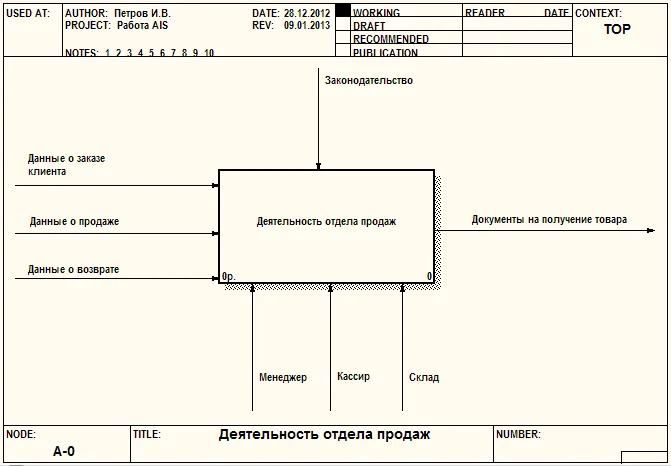 USED AT:
AUTHOR: Петров И.В.
DATE: 28.12.2012
WORKING
READER
DATE
CONTEXT:
PROJECT: Работа AIS
REV: 09.01.2013
DRAFT
TOP
RECOMMENDED
NOTES: 1 2 3 4 5 6 7 8 9 10
PUBLICATION
Законодательство
Данные о заказе
клиента
Данные о продаже
Деятельность отдела продаж
Документы на получение товара
Данные о возврате
0р.
0
Менеджер
Кассир
Склад
NODE:
TITLE:
Деятельность отдела продаж
NUMBER:
A-0